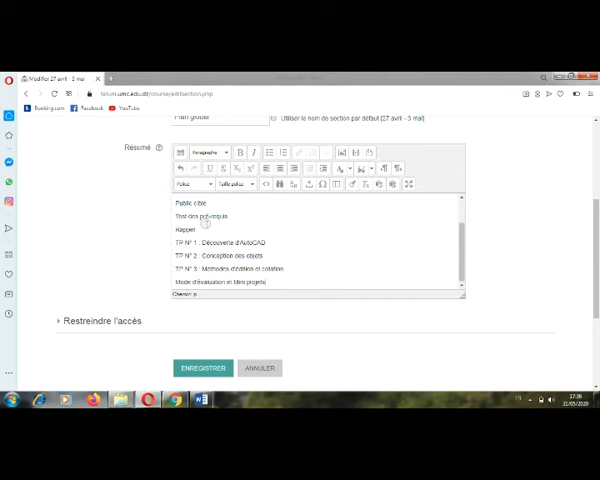 Modifier 27 avril - 3 mai
telum.umc.edu.dz/course/editsection.php
Booking.com Facebook YouTube
Plan global
Utiliser le nom de section par défaut [27 avril - 3 mai]
Résumé
Paragraphe
Police Taille police
Public cible
Test des prérequis
Rappel
TP N° 1 : Découverte d'AutoCAD
TP N° 2 : Conception des objets
TP N° 3 : Méthodes d'édition et cotation
Mode d'évaluation et Mini projets
Chemin: p
Restreindre l'accès
ENREGISTRER ANNULER
17:36
31/05/2020